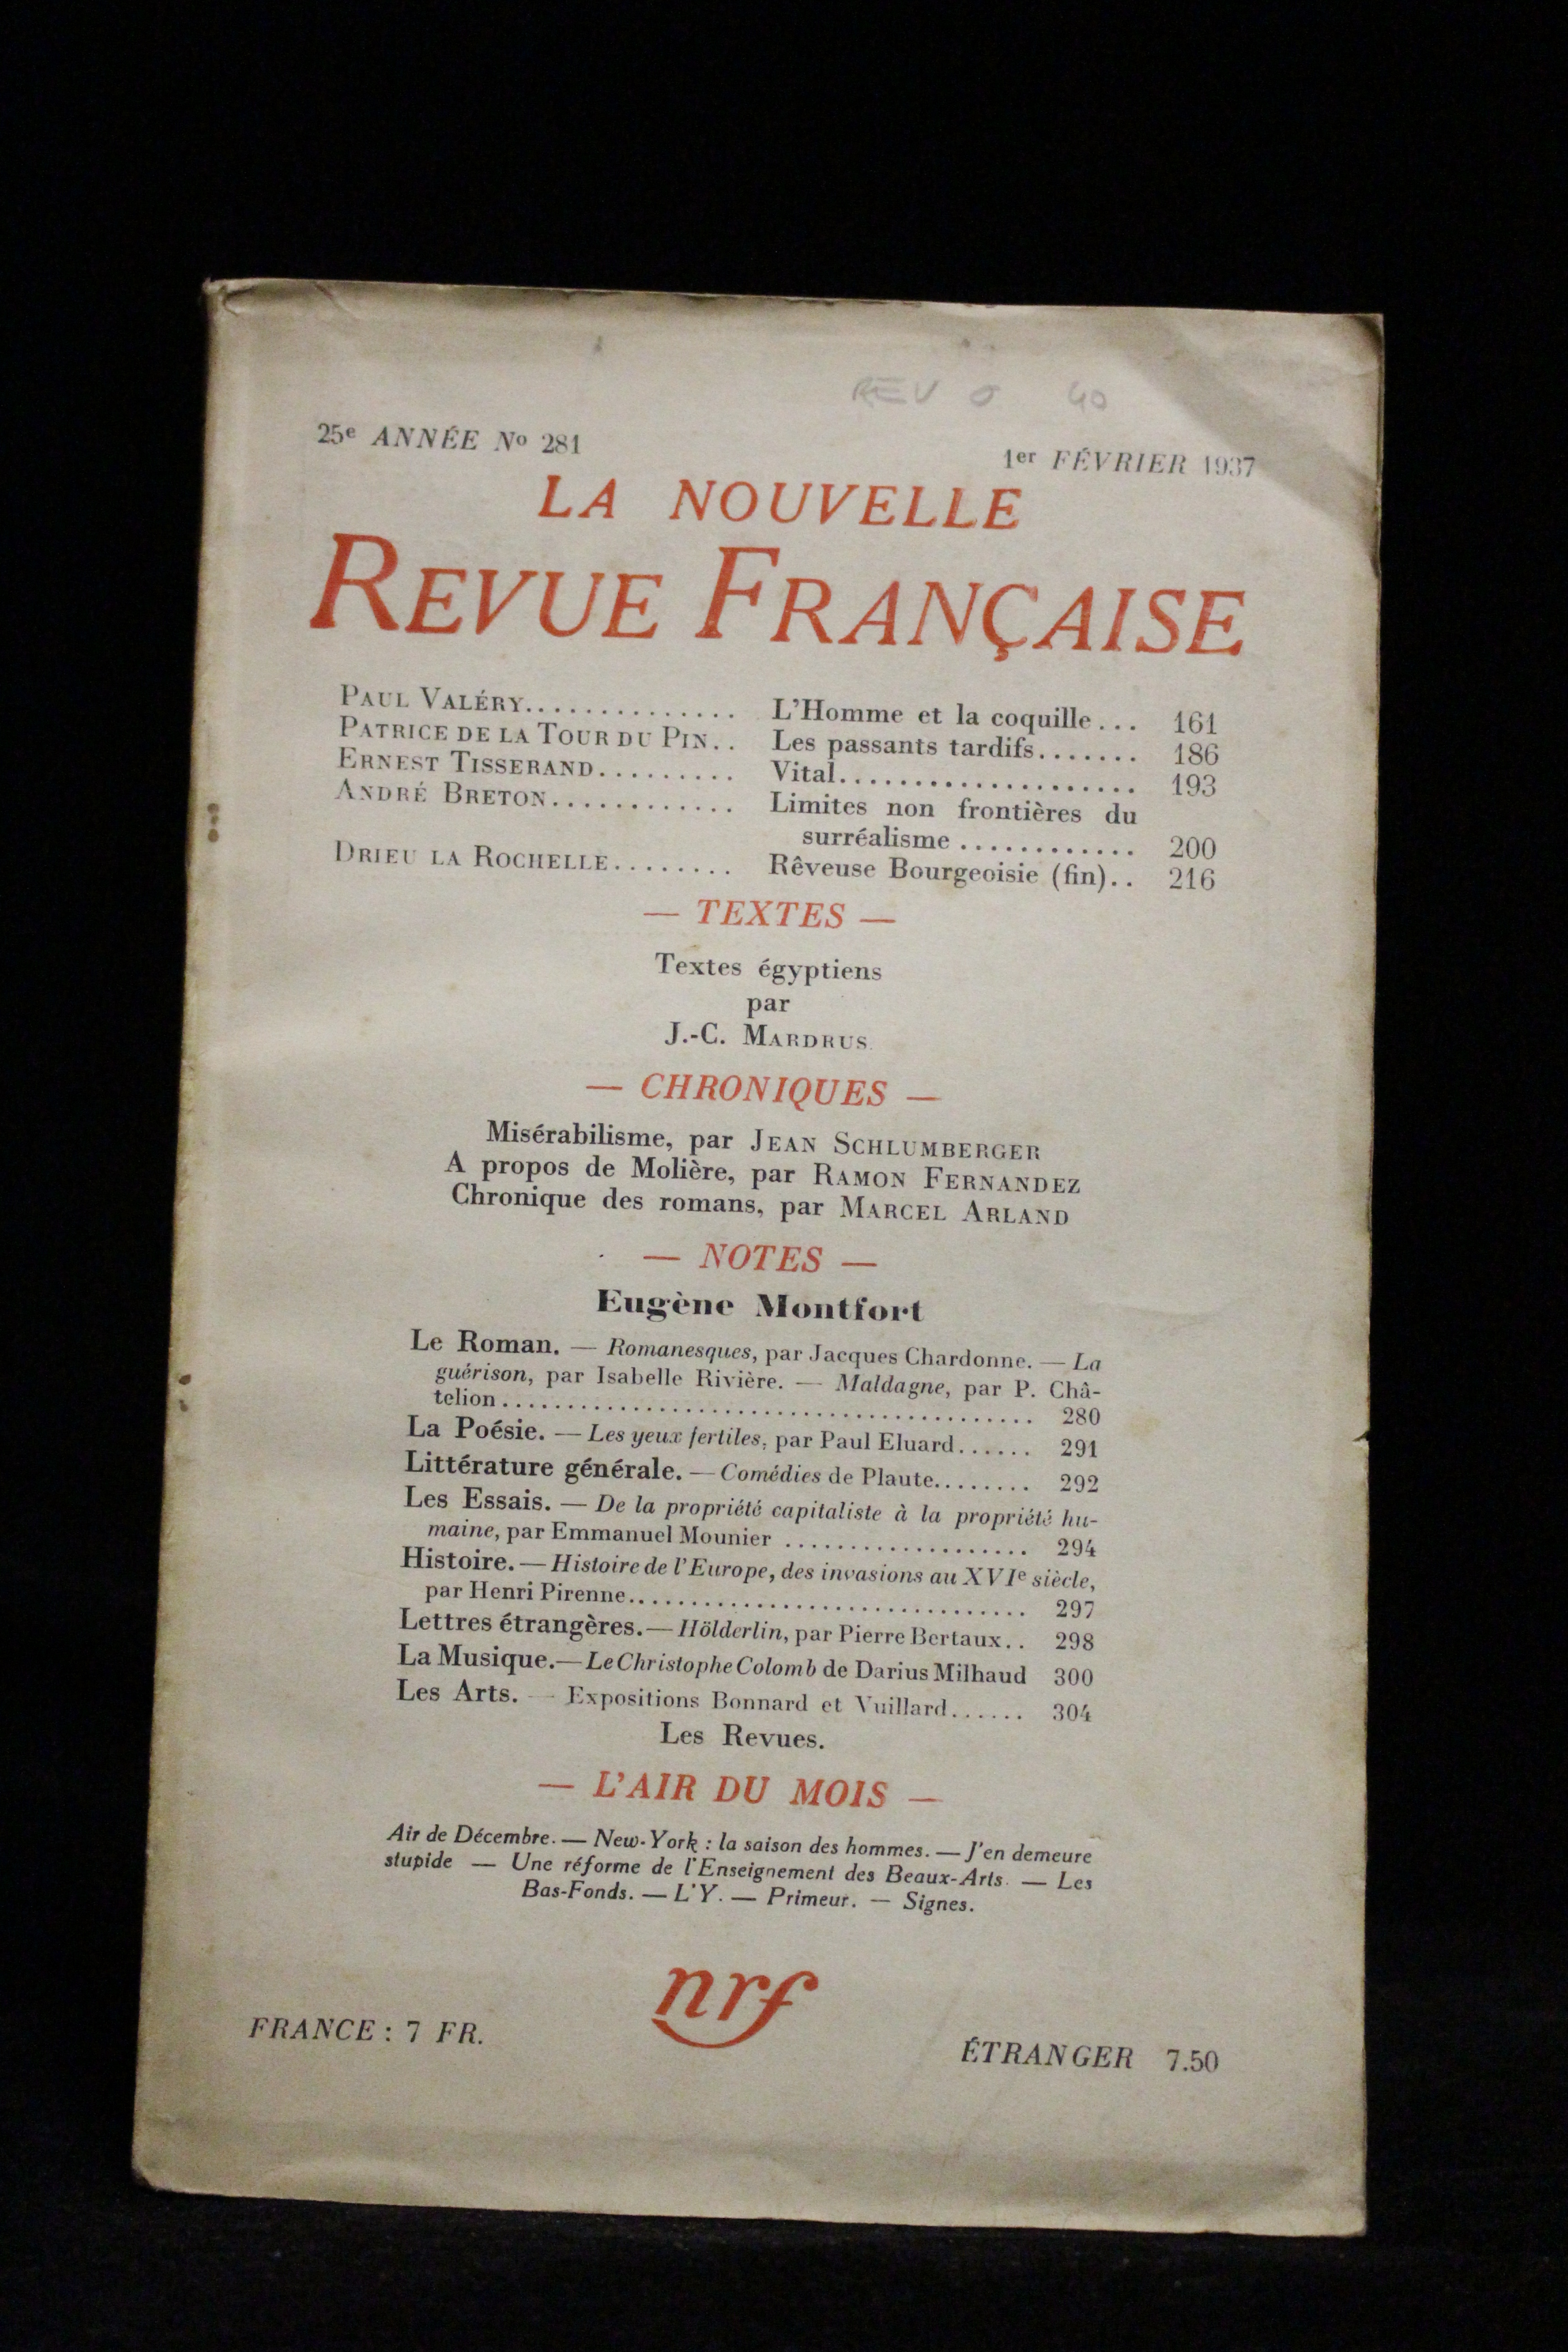 REV 40
25e ANNÉE No 281
1er FÉVRIER 1937
LA NOUVELLE
REVUE FRANÇAISE
PAUL VALÉRY.............. L'Homme et la coquille... 161
PATRICE DE LA TOUR DU PIN.. Les passants tardifs....... 186
ERNEST TISSERAND......... Vital.................... 193
ANDRÉ BRETON............ Limites non frontières du
surréalisme ............ 200
DRIEU LA ROCHELLE........ Rêveuse Bourgeoisie (fin).. 216
— TEXTES —
Textes égyptiens
par
J.-C. MARDRUS
— CHRONIQUES —
Misérabilisme, par JEAN SCHLUMBERGER
A propos de Molière, par RAMON FERNANDEZ
Chronique des romans, par MARCEL ARLAND
— NOTES —
Eugène Montfort
Le Roman. — Romanesques, par Jacques Chardonne. — La
guérison, par Isabelle Rivière. — Maldagne, par P. Châ-
telion........................................ 280
La Poésie. — Les yeux fertiles, par Paul Eluard...... 291
Littérature générale. — Comédies de Plaute........ 292
Les Essais. — De la propriété capitaliste à la propriété hu-
maine, par Emmanuel Mounier ................... 294
Histoire. — Histoire de l'Europe, des invasions au XVIe siècle,
par Henri Pirenne............................... 297
Lettres étrangères. — Hölderlin, par Pierre Bertaux.. 298
La Musique. — Le Christophe Colomb de Darius Milhaud 300
Les Arts. — Expositions Bonnard et Vuillard...... 304
Les Revues.
— L'AIR DU MOIS —
Air de Décembre. — New-York : la saison des hommes. — J'en demeure
stupide — Une réforme de l'Enseignement des Beaux-Arts. — Les
Bas-Fonds. — L'Y. — Primeur. — Signes.
nrf
FRANCE : 7 FR.
ÉTRANGER 7.50